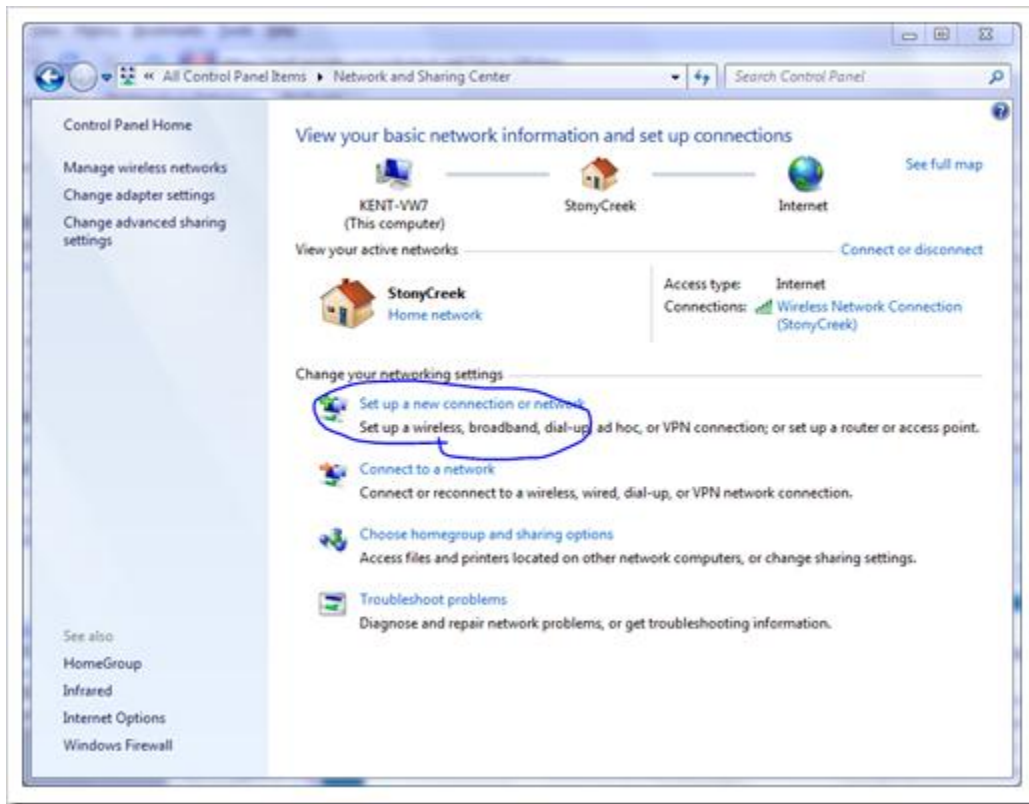 « All Control Panel Items ▸ Network and Sharing Center
Search Control Panel
Control Panel Home
Manage wireless networks
Change adapter settings
Change advanced sharing
settings
View your basic network information and set up connections
See full map
KENT-VW7
(This computer)
StonyCreek
Internet
View your active networks
Connect or disconnect
StonyCreek
Home network
Access type: Internet
Connections: Wireless Network Connection
(StonyCreek)
Change your networking settings
Set up a new connection or network
Set up a wireless, broadband, dial-up, ad hoc, or VPN connection; or set up a router or access point.
Connect to a network
Connect or reconnect to a wireless, wired, dial-up, or VPN network connection.
Choose homegroup and sharing options
Access files and printers located on other network computers, or change sharing settings.
Troubleshoot problems
Diagnose and repair network problems, or get troubleshooting information.
See also
HomeGroup
Infrared
Internet Options
Windows Firewall